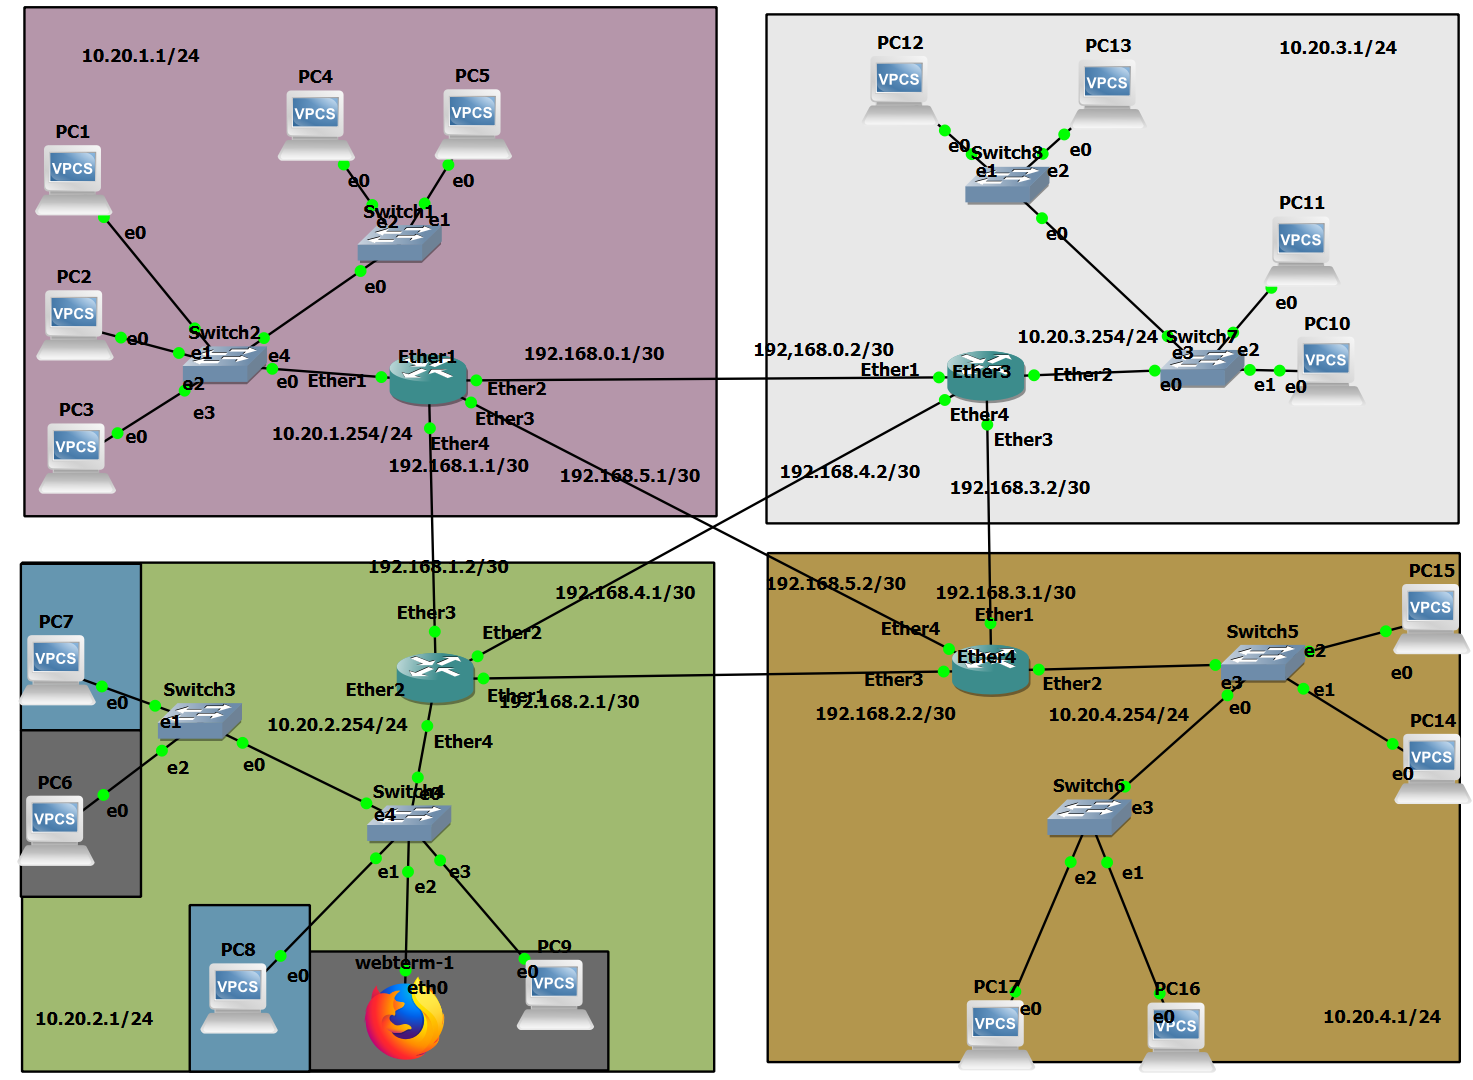 10.20.1.1/24
PC4
PC5
VPCS
VPCS
PC1
VPCS
e0
e0
Switch1
e2
e1
e0
e0
PC2
VPCS
e0
Switch2
e1
e4
e0
e2
e3
PC3
VPCS
e0
Ether1
Ether1
192.168.0.1/30
Ether2
Ether3
10.20.1.254/24
Ether4
192.168.1.1/30
192.168.5.1/30
PC12
PC13
10.20.3.1/24
VPCS
VPCS
e0
Switch8
e0
e1
e2
e0
PC11
VPCS
e0
10.20.3.254/24
Switch7
PC10
VPCS
e3
e2
e0
e1
e0
192,168.0.2/30
Ether1
Ether3
Ether2
Ether4
Ether3
192.168.4.2/30
192.168.3.2/30
192.168.1.2/30
192.168.4.1/30
Ether3
Ether2
PC7
VPCS
e0
Switch3
e1
Ether2
Ether1
192.168.2.1/30
10.20.2.254/24
Ether4
e2
e0
PC6
VPCS
e0
Switch4
e0
e4
e1
e2
e3
PC8
VPCS
e0
webterm-1
eth0
PC9
VPCS
e0
10.20.2.1/24
192.168.5.2/30
192.168.3.1/30
Ether1
Ether4
Ether4
Ether3
Ether2
192.168.2.2/30
10.20.4.254/24
Switch5
e2
e3
e1
e0
PC15
VPCS
e0
PC14
VPCS
e0
Switch6
e3
e2
e1
PC17
VPCS
e0
PC16
VPCS
e0
10.20.4.1/24